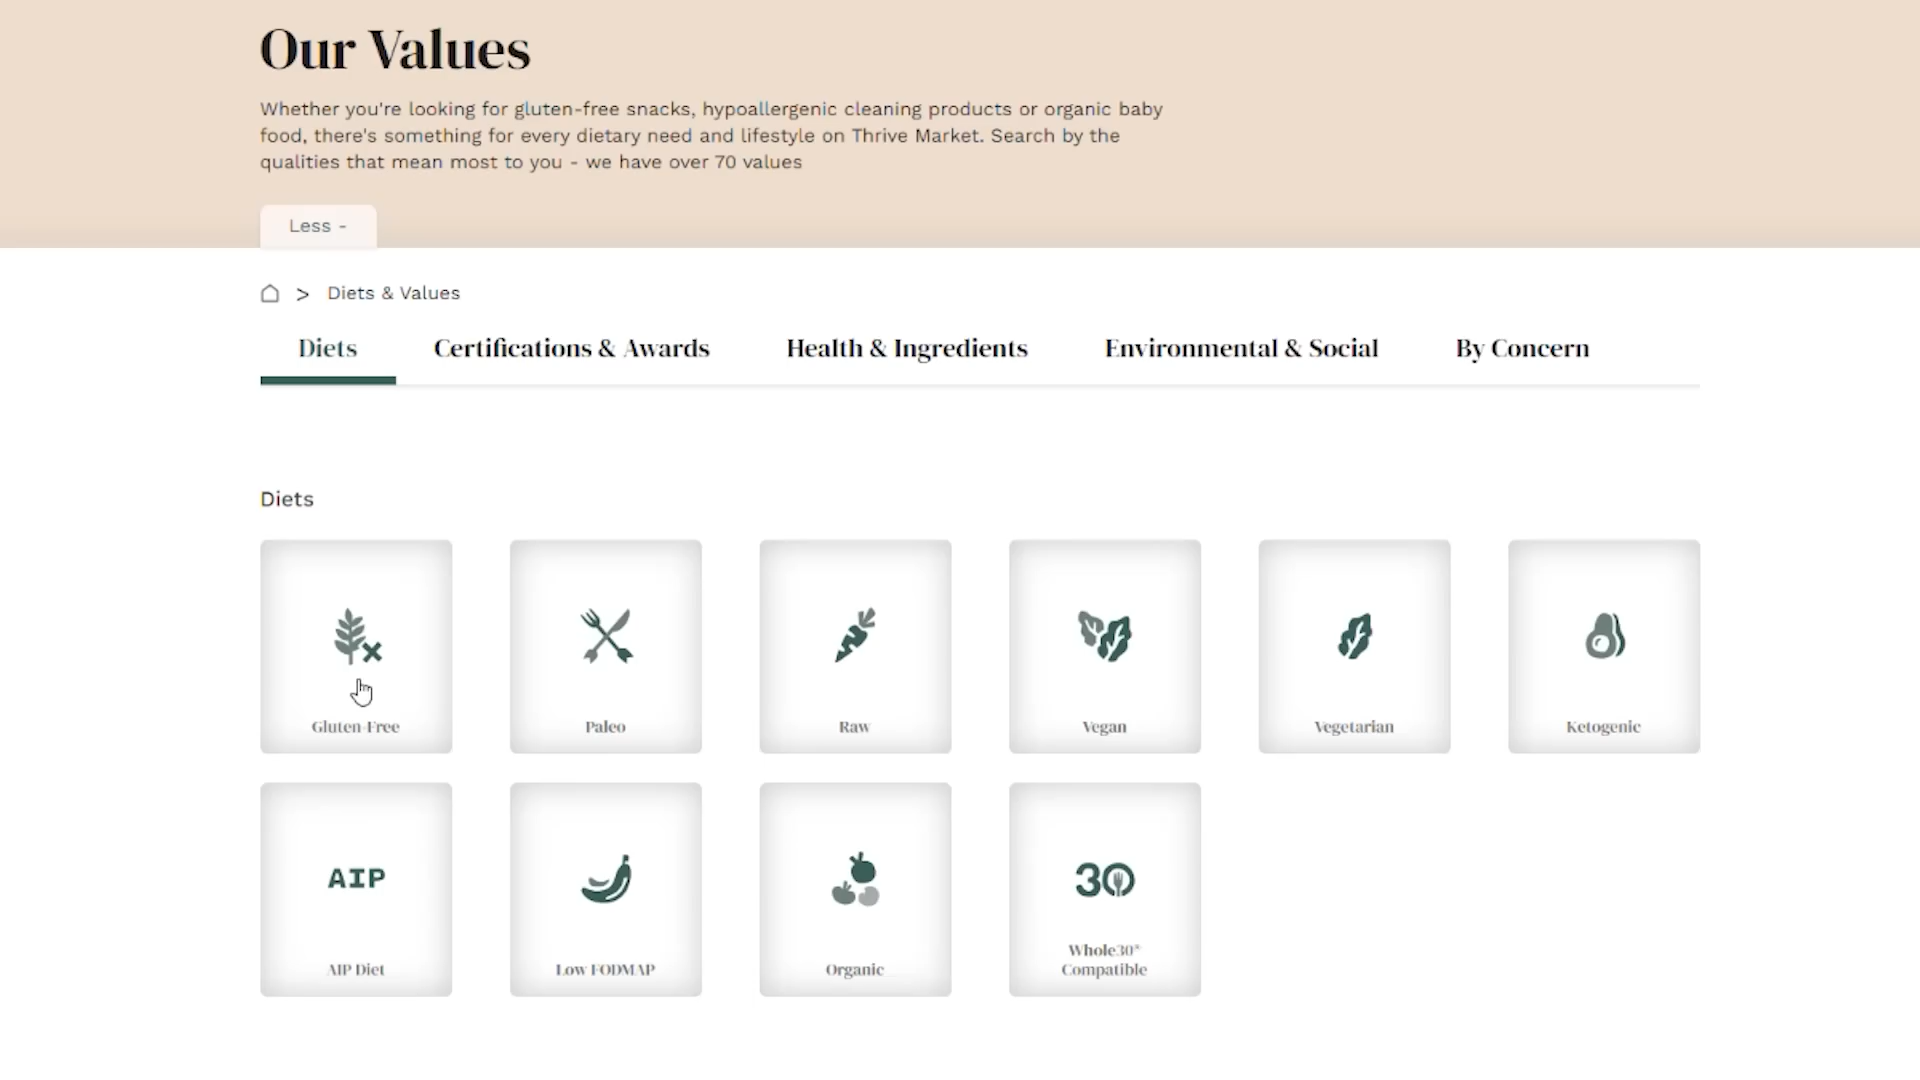 Our Values
Whether you're looking for gluten-free snacks, hypoallergenic cleaning products or organic baby
food, there's something for every dietary need and lifestyle on Thrive Market. Search by the
qualities that mean most to you - we have over 70 values
Less -
> Diets & Values
Diets Certifications & Awards Health & Ingredients Environmental & Social By Concern
Diets
Gluten-Free Paleo Raw Vegan Vegetarian Ketogenic
AIP 30
AIP Diet Low FODMAP Organic Whole30®
Compatible